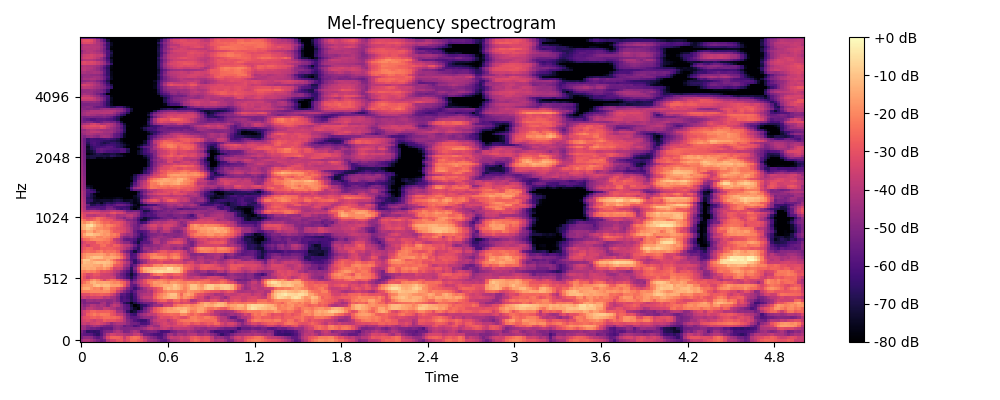 Mel-frequency spectrogram
Hz
4096
2048
1024
512
0
0 0.6 1.2 1.8 2.4 3 3.6 4.2 4.8
Time
+0 dB
-10 dB
-20 dB
-30 dB
-40 dB
-50 dB
-60 dB
-70 dB
-80 dB